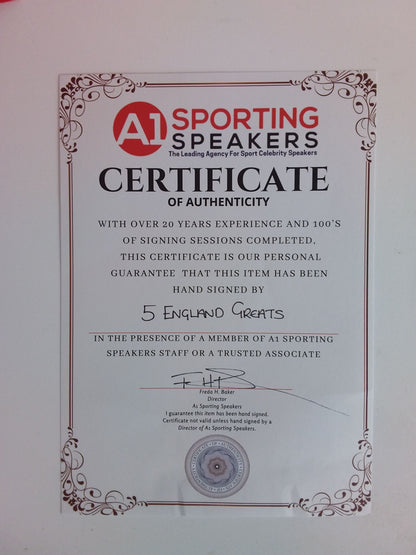 A1 SPORTING
SPEAKERS
The Leading Agency For Sport Celebrity Speakers
CERTIFICATE
OF AUTHENTICITY
WITH OVER 20 YEARS EXPERIENCE AND 100'S
OF SIGNING SESSIONS COMPLETED.
THIS CERTIFICATE IS OUR PERSONAL
GUARANTEE THAT THIS ITEM HAS BEEN
HAND SIGNED BY
5 ENGLAND GREATS
IN THE PRESENCE OF A MEMBER OF A1 SPORTING
SPEAKERS STAFF OR A TRUSTED ASSOCIATE
Freda H. Baker
Director
As Sporting Speakers
I guarantee this item has been hand signed.
Certificate not valid unless hand signed by a
Director of As Sporting Speakers.